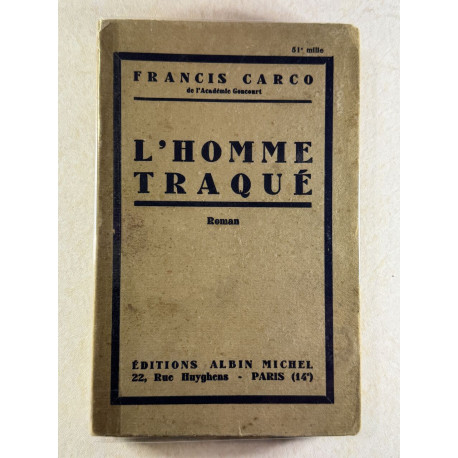 51e mille
FRANCIS CARCO
de l'Académie Goncourt
L'HOMME
TRAQUÉ
Roman
ÉDITIONS ALBIN MICHEL
22, Rue Huyghens - PARIS (14e)